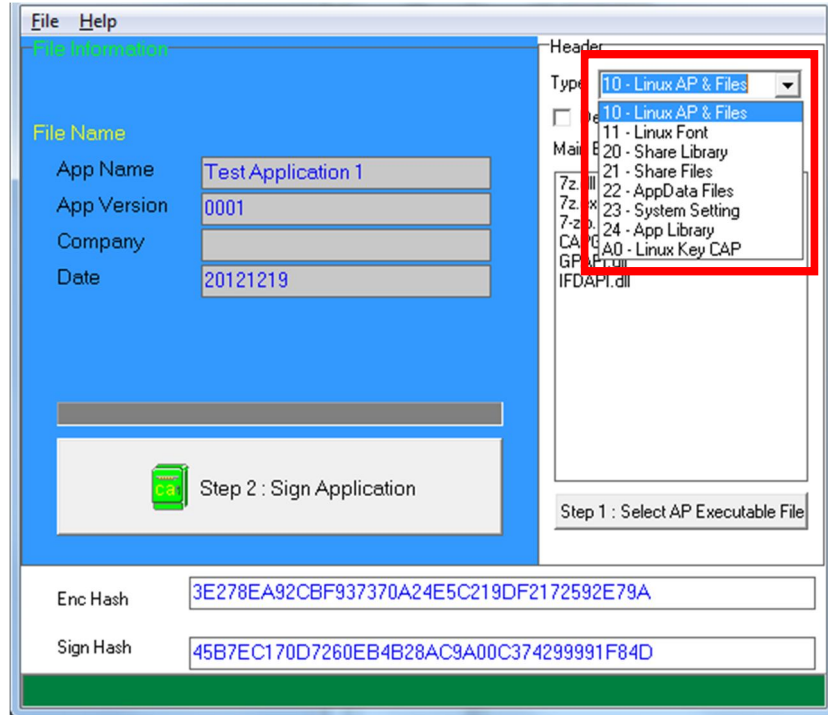 File Help
File Information
File Name
App Name Test Application 1
App Version 0001
Company
Date 20121219
Step 2 : Sign Application
Header
10 - Linux AP & Files
10 - Linux AP & Files
11 - Linux Font
20 - Share Library
21 - Share Files
22 - AppData Files
23 - System Setting
24 - App Library
A0 - Linux Key CAP
IFDAPI.dll
Step 1 : Select AP Executable File
Enc Hash 3E278EA92CBF937370A24E5C219DF2172592E79A
Sign Hash 45B7EC170D7260EB4B28AC9A00C374299991F84D